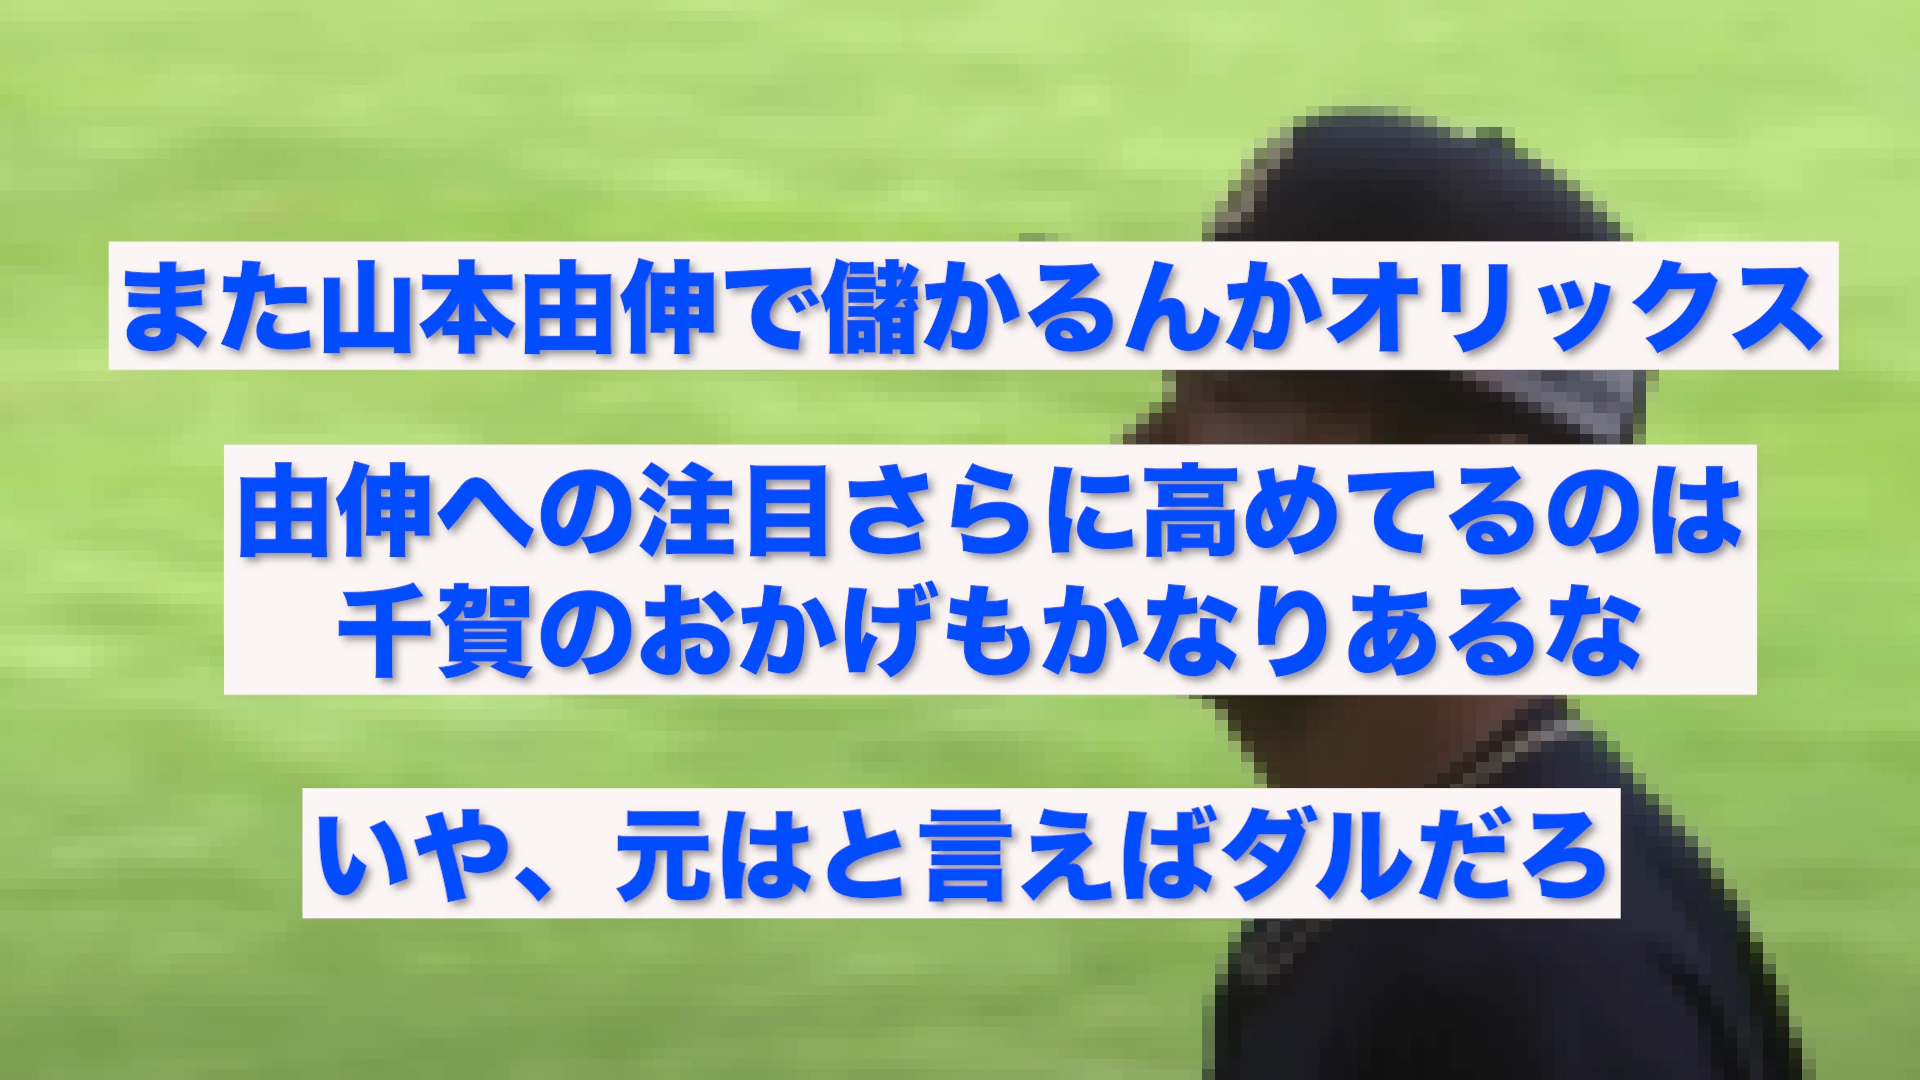 また山本由伸で儲かるんかオリックス
由伸への注目さらに高めてるのは
千賀のおかげもかなりあるな
いや、元はと言えばダルだろ